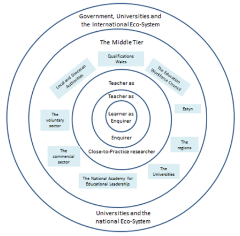 Government, Universities and
the International Eco-System
The Middle Tier
Qualifications
Wales
Local and Diocesan
Authorities
The Education
Workforce Council
Teacher as
Teacher as
Learner as
Enquirer
Enquirer
Close-to-Practice researcher
Estyn
The
voluntary
sector
The
regions
The
commercial
sector
The
Universities
The National Academy for
Educational Leadership
Universities and the
national Eco-System